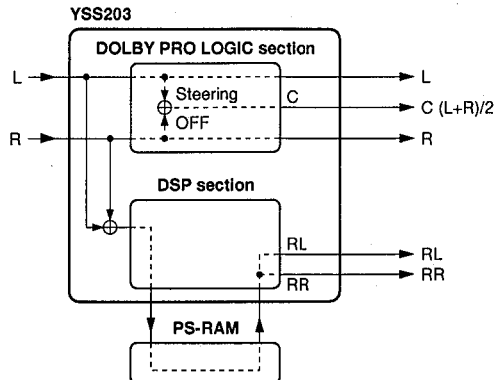 YSS203
DOLBY PRO LOGIC section
L
Steering
C
L
C (L+R)/2
OFF
R
R
DSP section
RL
RL
RR
RR
PS-RAM